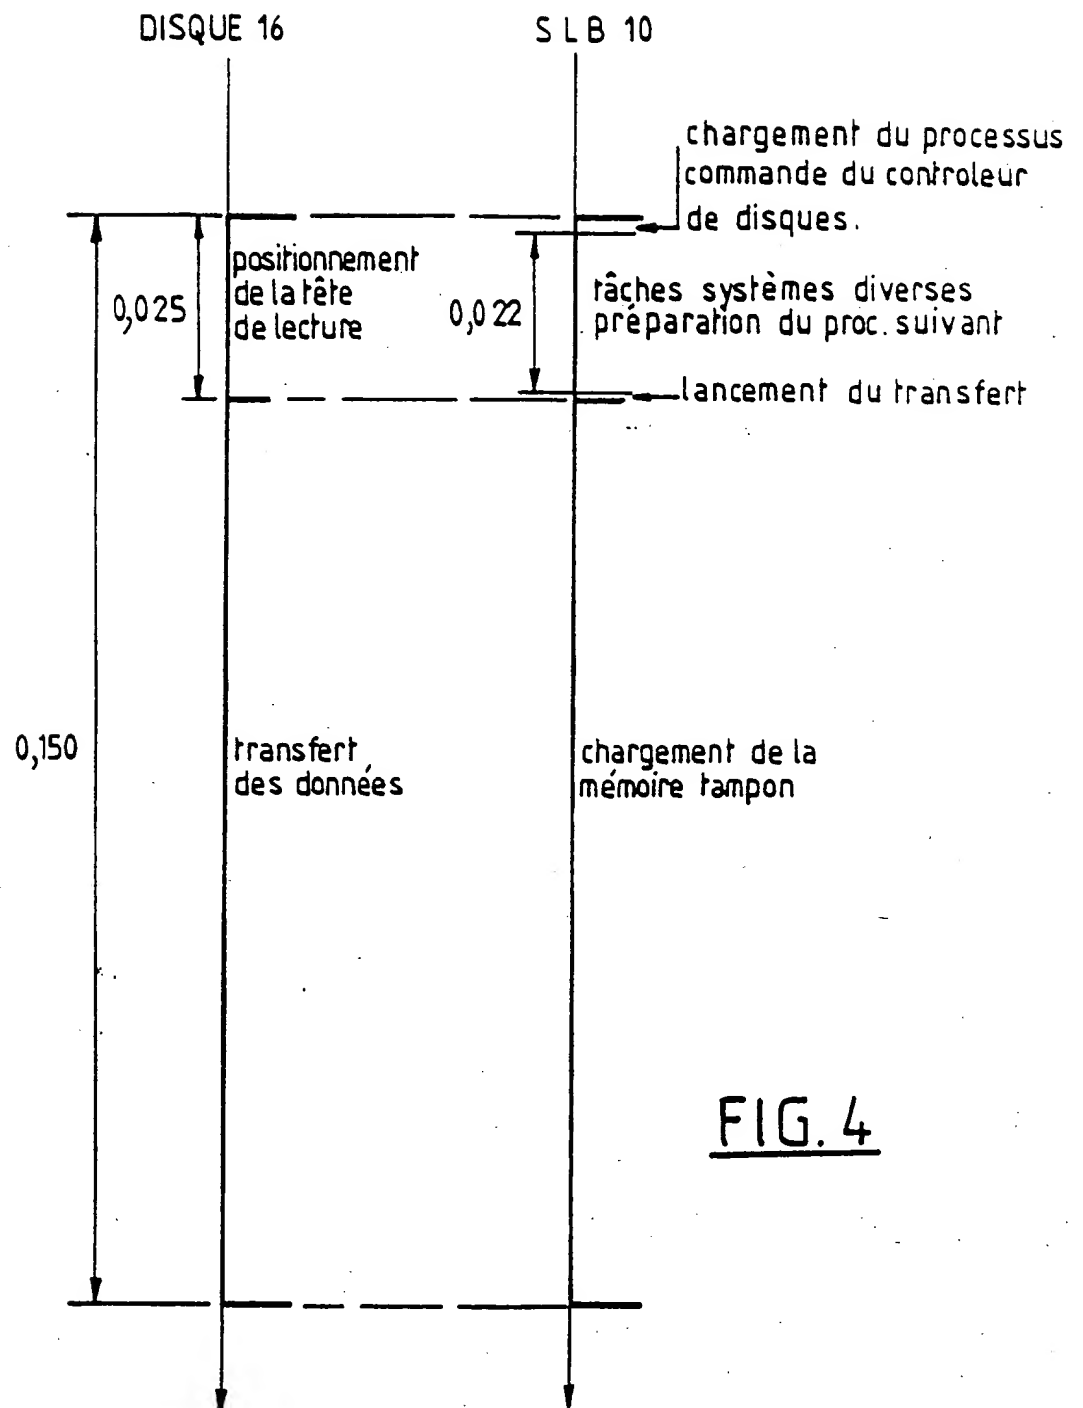 DISQUE 16
SLB 10
chargement du processus
commande du controleur
de disques.
positionnement
de la tête
de lecture
0,025
0,022
tâches systèmes diverses
préparation du proc. suivant
lancement du transfert
0,150
transfert
des données
chargement de la
mémoire tampon
FIG. 4